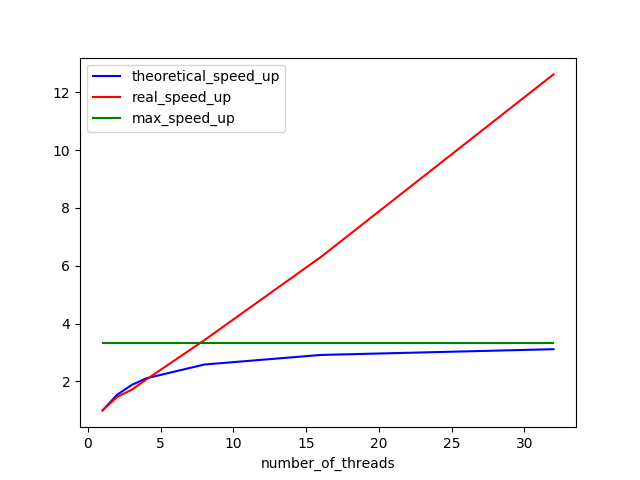 theoretical_speed_up
real_speed_up
max_speed_up
12
10
8
6
4
2
0 5 10 15 20 25 30
number_of_threads